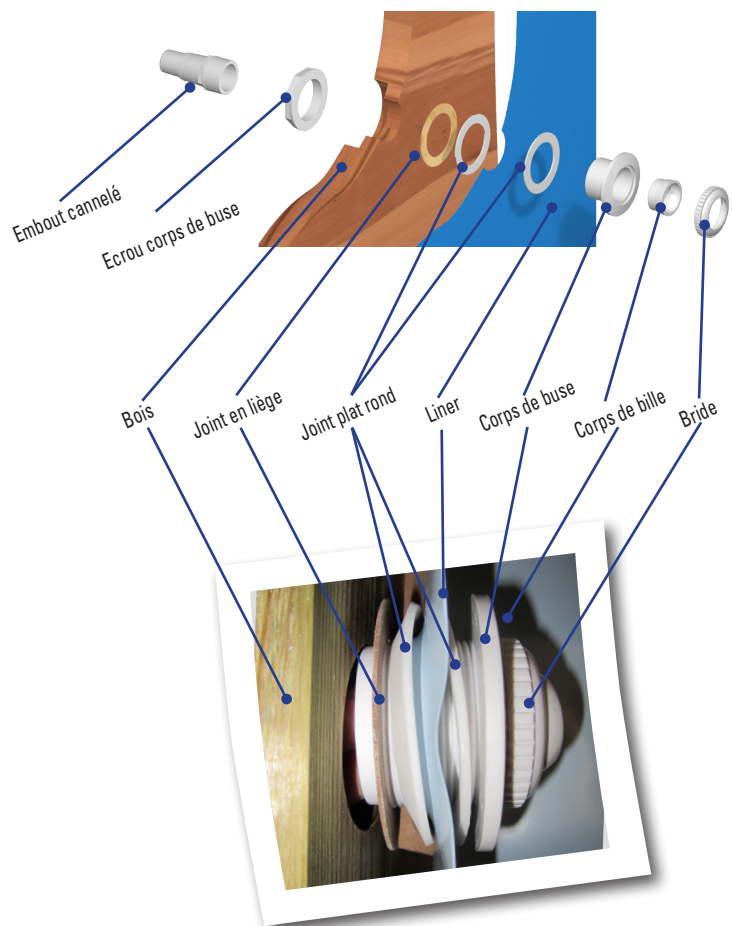 Embout cannelé
Ecrou corps de buse
Bois
Joint en liège
Joint plat rond
Liner
Corps de buse
Corps de bille
Bride